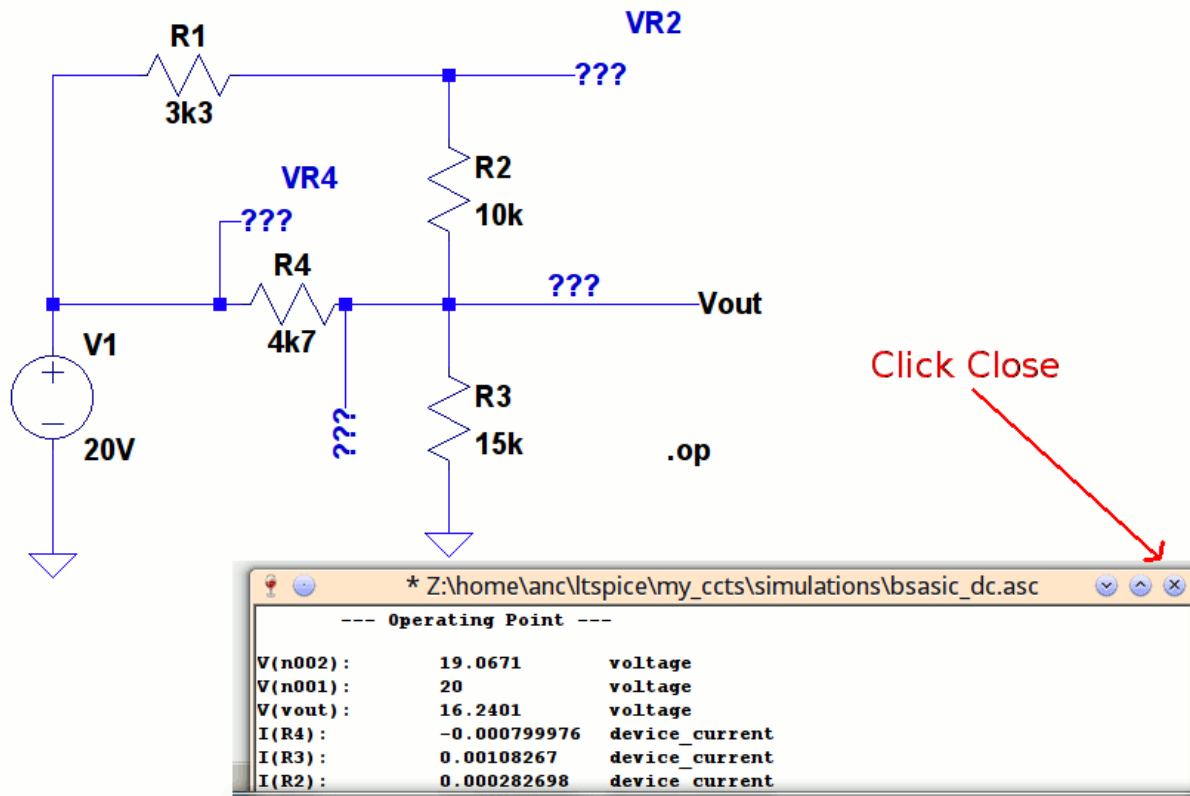 VR2
R1
???
3k3
R2
VR4
10k
???
R4
???
Vout
4k7
V1
Click Close
R3
???
15k
20V
.op
* Z:\home\anc\ltspice\my_ccts\simulations\bsasic_dc.asc
--- Operating Point ---
V(n002): 19.0671 voltage
V(n001): 20 voltage
V(vout): 16.2401 voltage
I(R4): -0.000799976 device_current
I(R3): 0.00108267 device_current
I(R2): 0.000282698 device_current